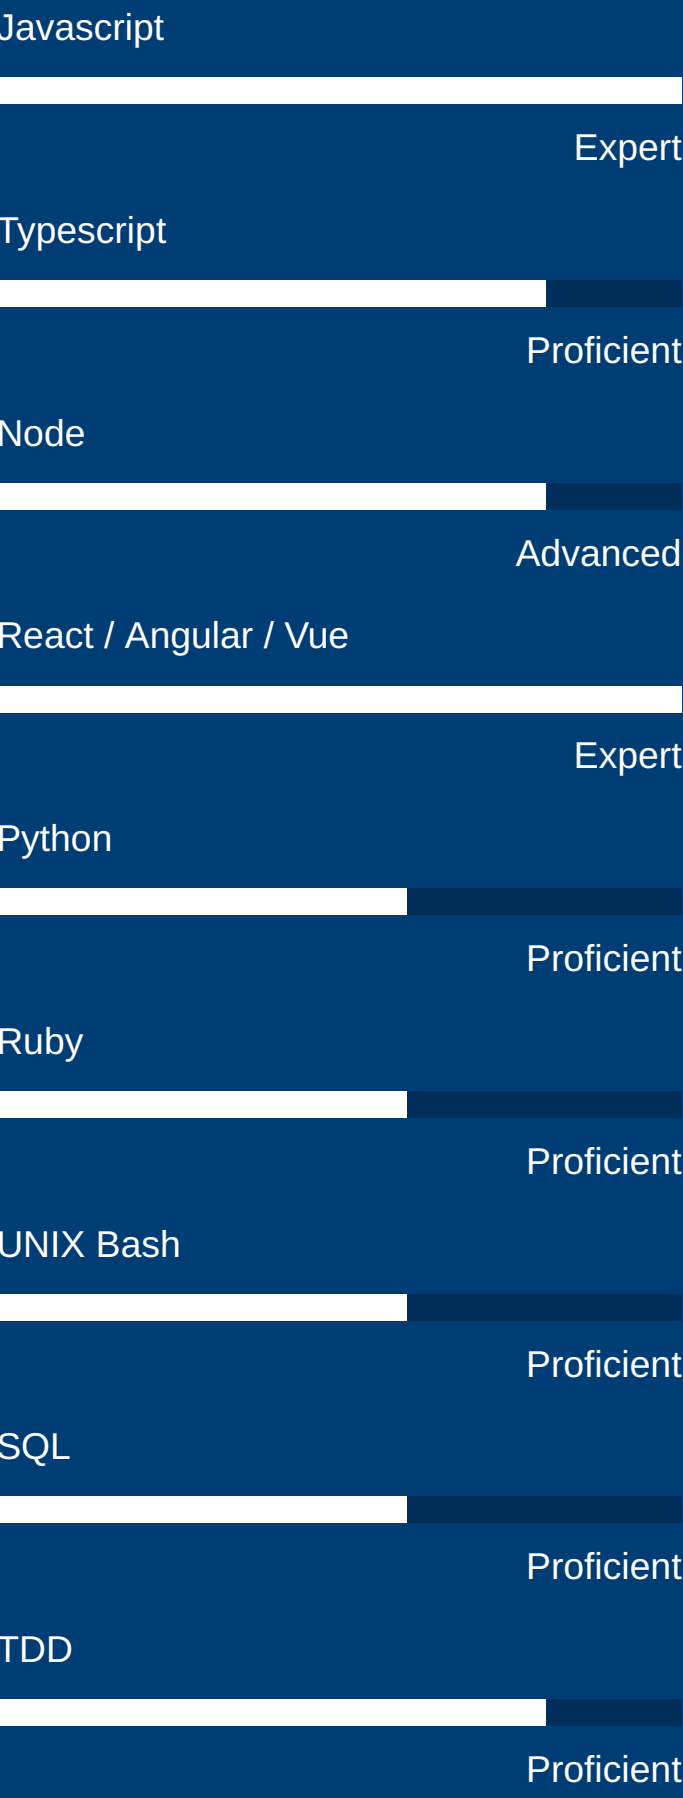 Javascript
Expert
Typescript
Proficient
Node
Advanced
React / Angular / Vue
Expert
Python
Proficient
Ruby
Proficient
UNIX Bash
Proficient
SQL
Proficient
TDD
Proficient